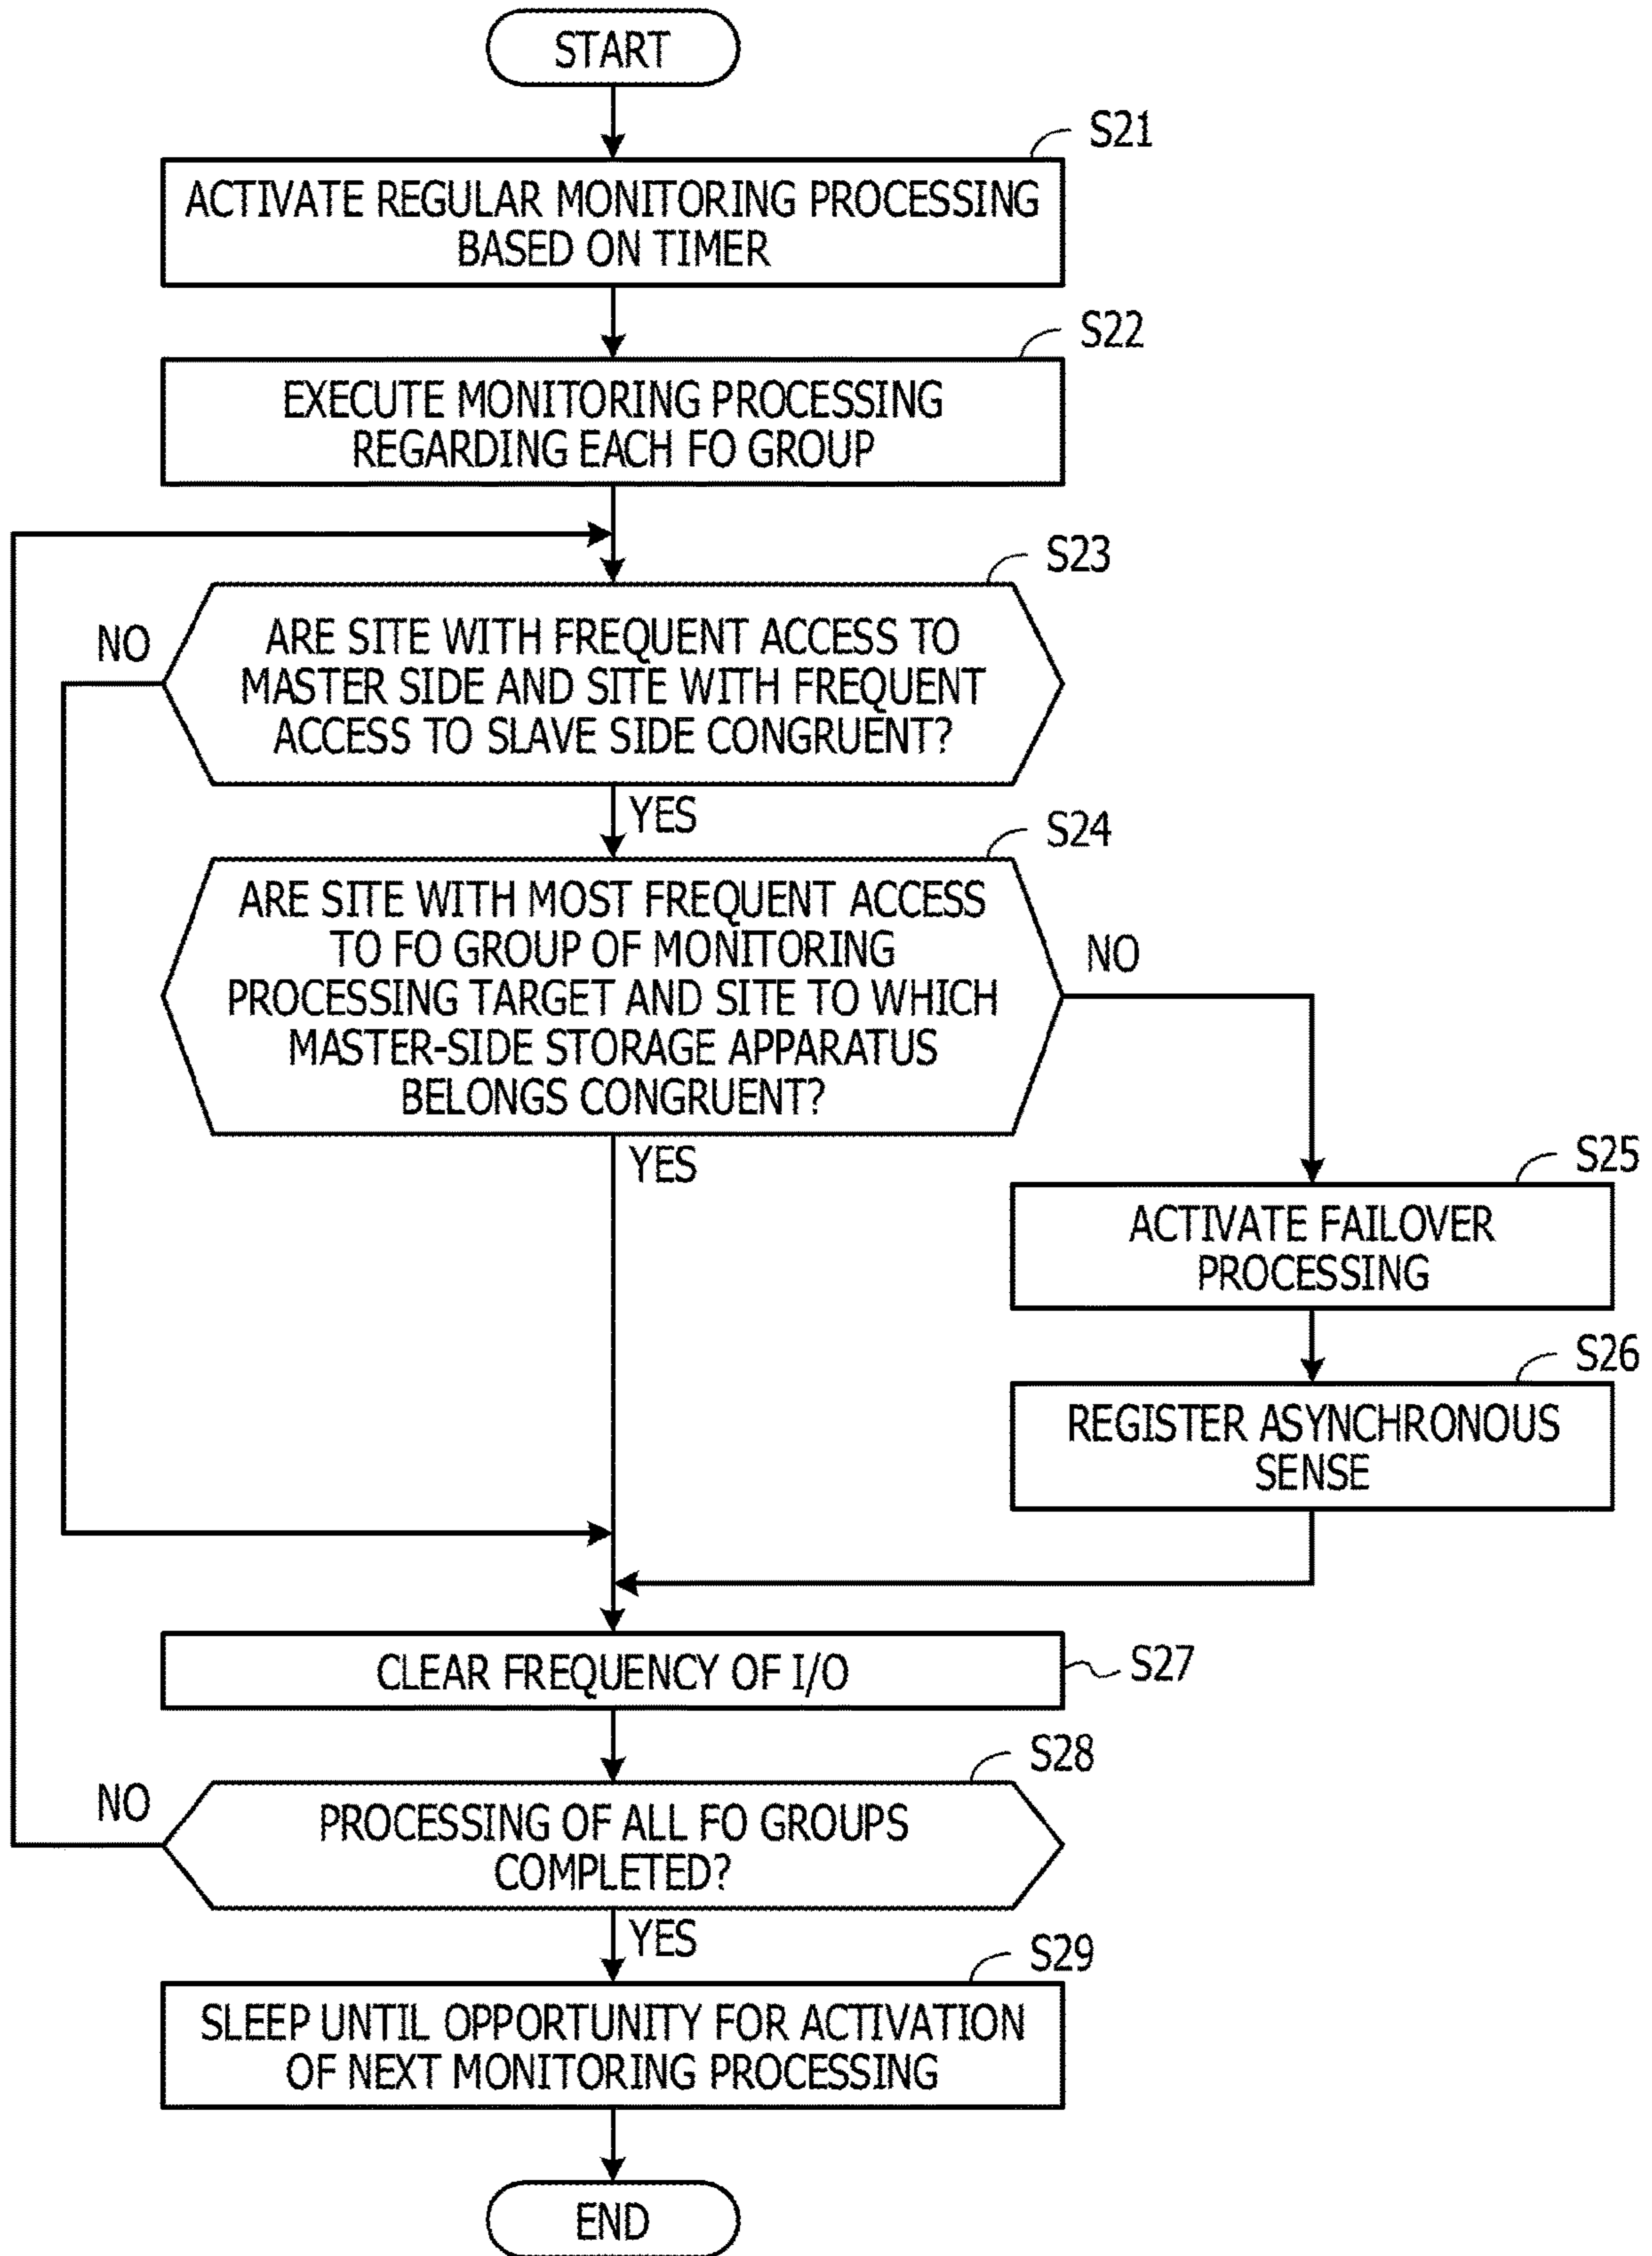 START
S21
ACTIVATE REGULAR MONITORING PROCESSING
BASED ON TIMER
S22
EXECUTE MONITORING PROCESSING
REGARDING EACH FO GROUP
S23
NO
ARE SITE WITH FREQUENT ACCESS TO
MASTER SIDE AND SITE WITH FREQUENT
ACCESS TO SLAVE SIDE CONGRUENT?
YES
S24
ARE SITE WITH MOST FREQUENT ACCESS
TO FO GROUP OF MONITORING
PROCESSING TARGET AND SITE TO WHICH
MASTER-SIDE STORAGE APPARATUS
BELONGS CONGRUENT?
NO
YES
S25
ACTIVATE FAILOVER
PROCESSING
S26
REGISTER ASYNCHRONOUS
SENSE
CLEAR FREQUENCY OF I/O
S27
S28
NO
PROCESSING OF ALL FO GROUPS
COMPLETED?
YES
S29
SLEEP UNTIL OPPORTUNITY FOR ACTIVATION
OF NEXT MONITORING PROCESSING
END